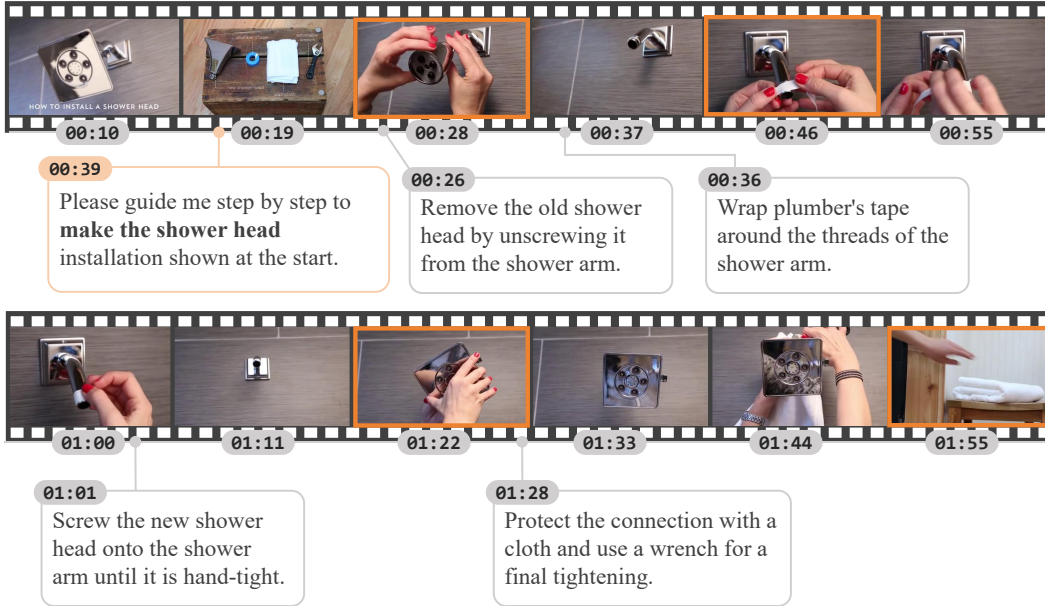 HOW TO INSTALL A SHOWER HEAD
00:10
00:19
00:28
00:37
00:46
00:55
00:39
Please guide me step by step to
make the shower head
installation shown at the start.
00:26
Remove the old shower
head by unscrewing it
from the shower arm.
00:36
Wrap plumber's tape
around the threads of the
shower arm.
01:00
01:11
01:22
01:33
01:44
01:55
01:01
Screw the new shower
head onto the shower
arm until it is hand-tight.
01:28
Protect the connection with a
cloth and use a wrench for a
final tightening.